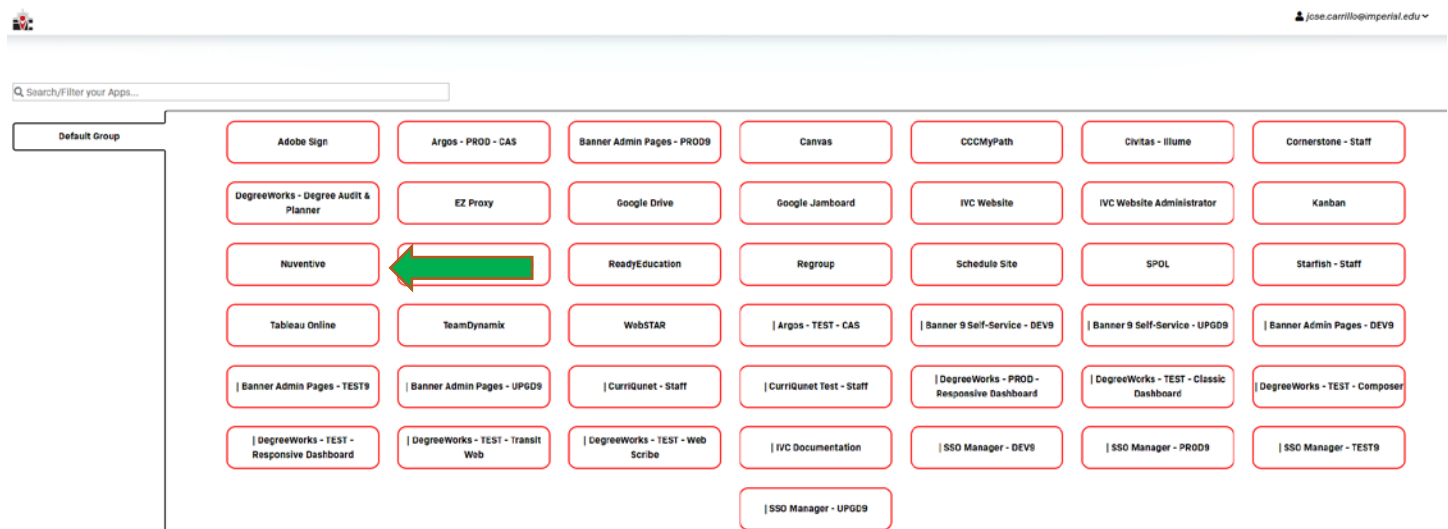 jose.carrillo@imperial.edu
Search/Filter your Apps...
Default Group
Adobe Sign
Argos - PROD - CAS
Banner Admin Pages - PROD9
Canvas
CCCMyPath
Civitas - Illume
Cornerstone - Staff
DegreeWorks - Degree Audit &
Planner
EZ Proxy
Google Drive
Google Jamboard
IVC Website
IVC Website Administrator
Kanban
Nuventive
ReadyEducation
Regroup
Schedule Site
SPOL
Starfish - Staff
Tableau Online
TeamDynamix
WebSTAR
| Argos - TEST - CAS
| Banner 9 Self-Service - DEV9
| Banner 9 Self-Service - UPGD9
| Banner Admin Pages - DEV9
| Banner Admin Pages - TEST9
| Banner Admin Pages - UPGD9
| CurriQunet - Staff
| CurriQunet Test - Staff
| DegreeWorks - PROD -
Responsive Dashboard
| DegreeWorks - TEST - Classic
Dashboard
| DegreeWorks - TEST - Composer
| DegreeWorks - TEST -
Responsive Dashboard
| DegreeWorks - TEST - Transit
Web
| DegreeWorks - TEST - Web
Scribe
| IVC Documentation
| SSO Manager - DEV9
| SSO Manager - PROD9
| SSO Manager - TEST9
| SSO Manager - UPGD9